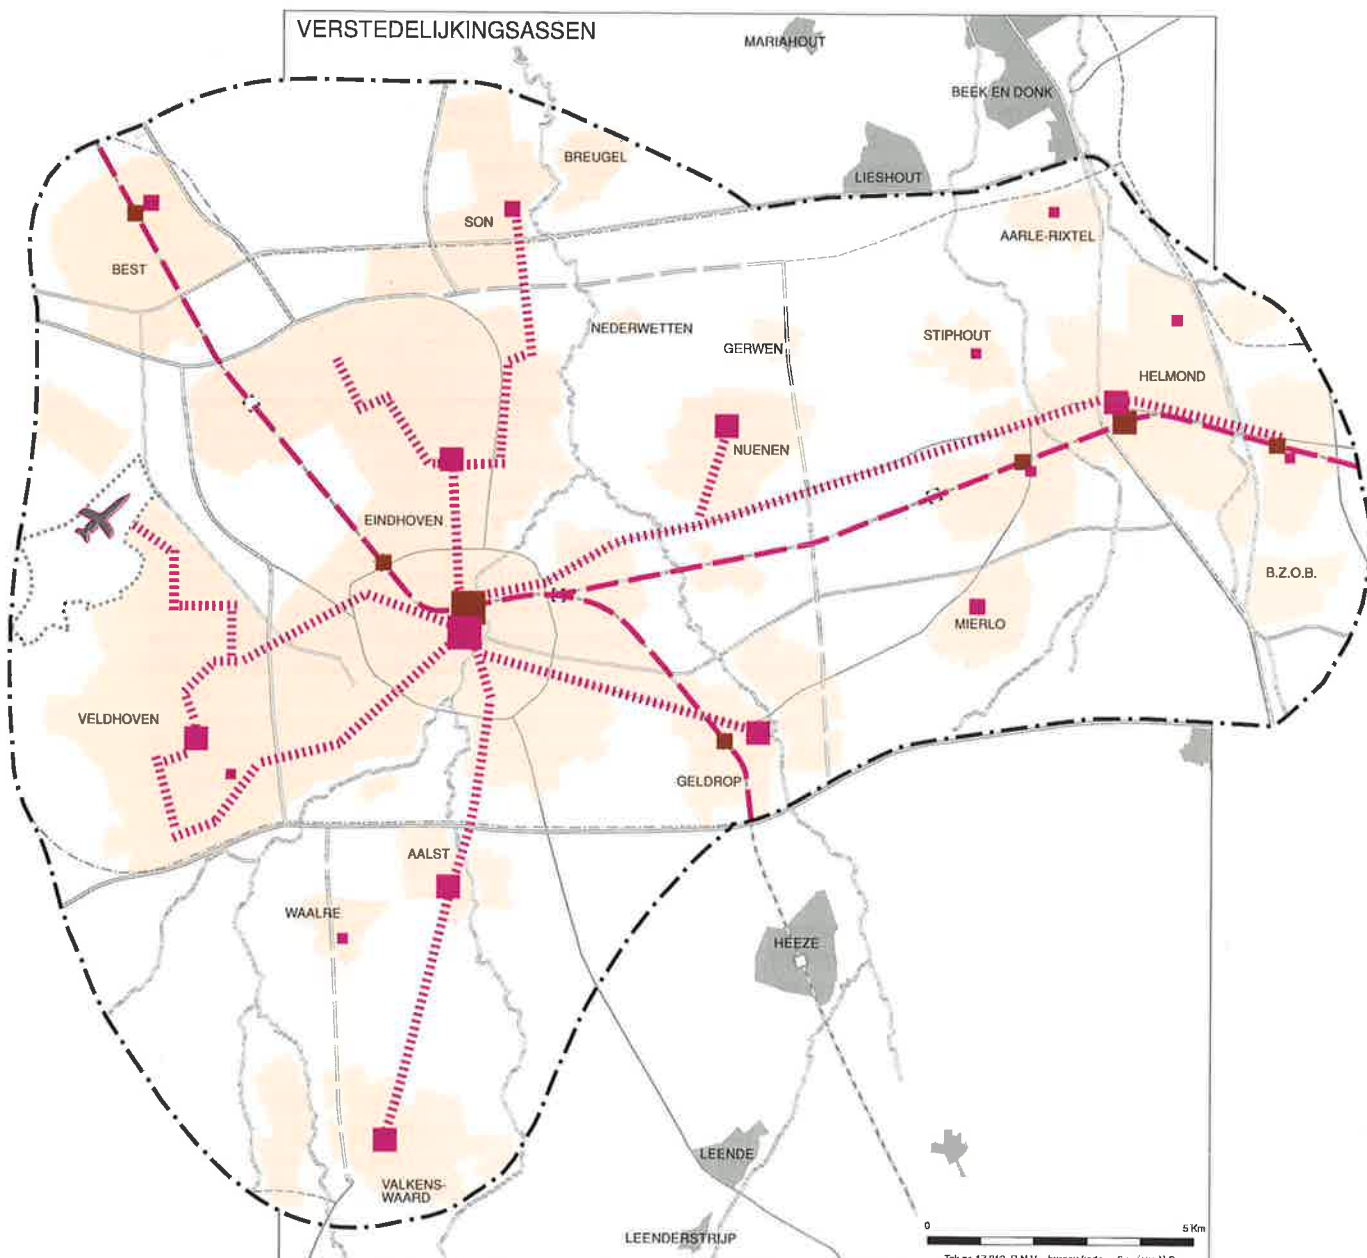 VERSTEDELIJKINGSASSEN
MARIAHOUT
BEEK EN DONK
BREUGEL
LIESHOUT
SON
AARLE-RIXTEL
BEST
NEDERWETTEN
STIPHOUT
GERWEN
HELMOND
NUENEN
EINDHOVEN
B.Z.O.B.
MIERLO
VELDHOVEN
GELDROP
AALST
WAALRE
HEEZE
LEENDE
VALKENS-
WAARD
LEENDERSTRIJP
0
5 Km